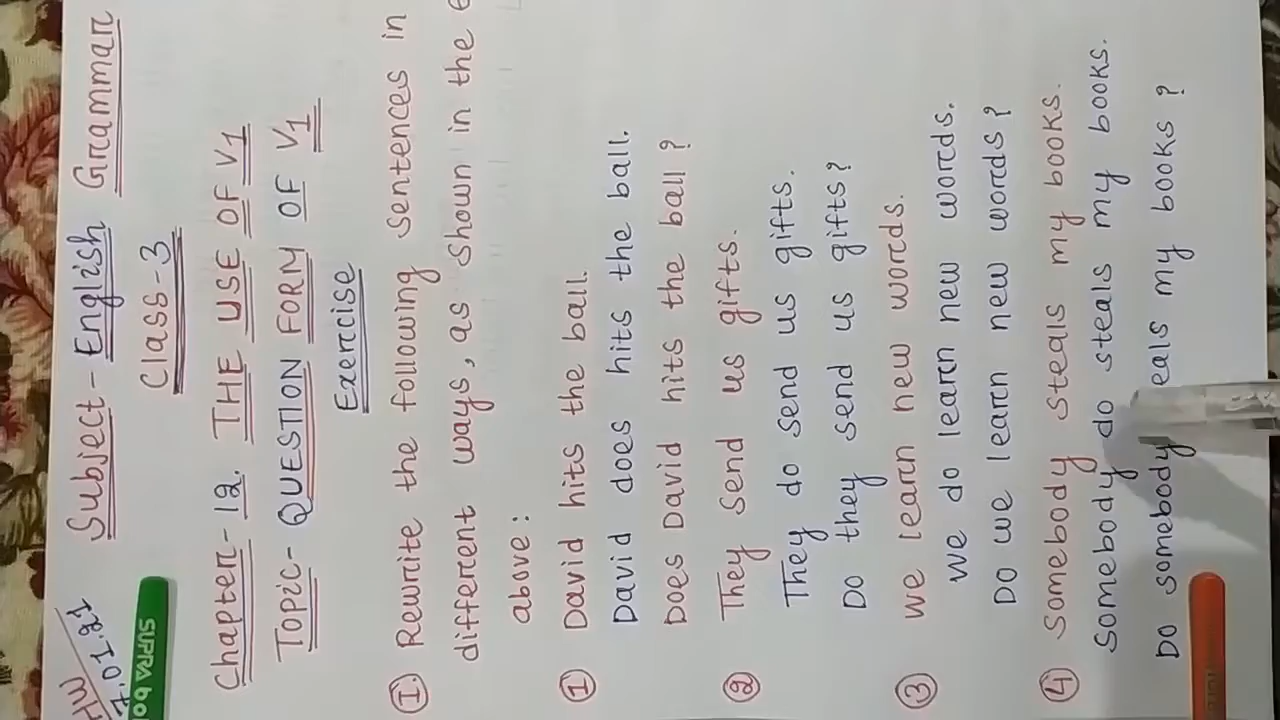 HW
7.01.21
SUPRA bo
Subject - English Grammar
Class - 3
Chapter - 12. THE USE OF V1
Topic - QUESTION FORM OF V1
Exercise
I. Rewrite the following sentences in
different ways, as shown in the
above :
1 David hits the ball.
David does hits the ball.
Does David hits the ball ?
2 They send us gifts.
They do send us gifts.
Do they send us gifts ?
3 We learn new words.
We do learn new words.
Do we learn new words ?
4 Somebody steals my books.
Somebody do steals my books.
Do somebody eals my books ?